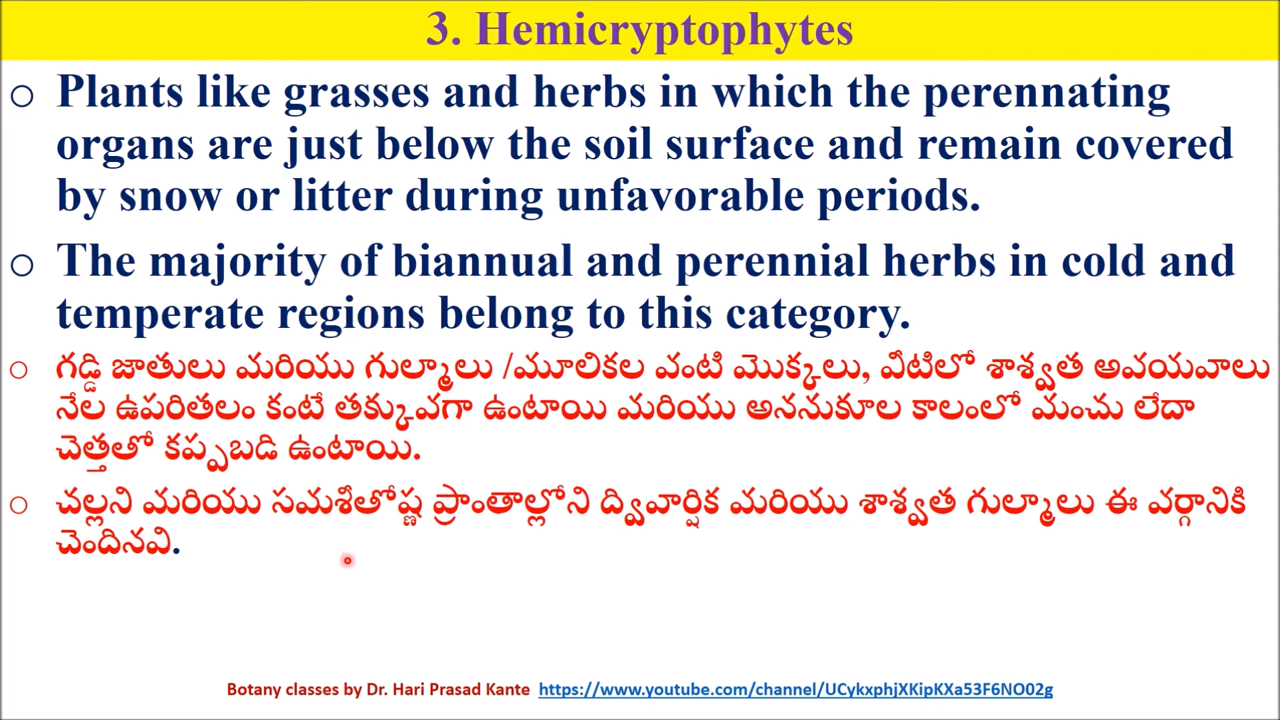 3. Hemicryptophytes
○ Plants like grasses and herbs in which the perennating
organs are just below the soil surface and remain covered
by snow or litter during unfavorable periods.
○ The majority of biannual and perennial herbs in cold and
temperate regions belong to this category.
○ గడ్డి జాతులు మరియు గుల్మాలు /మూలికల వంటి మొక్కలు, వీటిలో శాశ్వత అవయవాలు
నేల ఉపరితలం కంటే తక్కువగా ఉంటాయి మరియు అననుకూల కాలంలో మంచు లేదా
చెత్తతో కప్పబడి ఉంటాయి.
○ చల్లని మరియు సమశీతోష్ణ ప్రాంతాల్లోని ద్వివార్షిక మరియు శాశ్వత గుల్మాలు ఈ వర్గానికి
చెందినవి.
Botany classes by Dr. Hari Prasad Kante https://www.youtube.com/channel/UCykxphjXKipKXa53F6NO02g